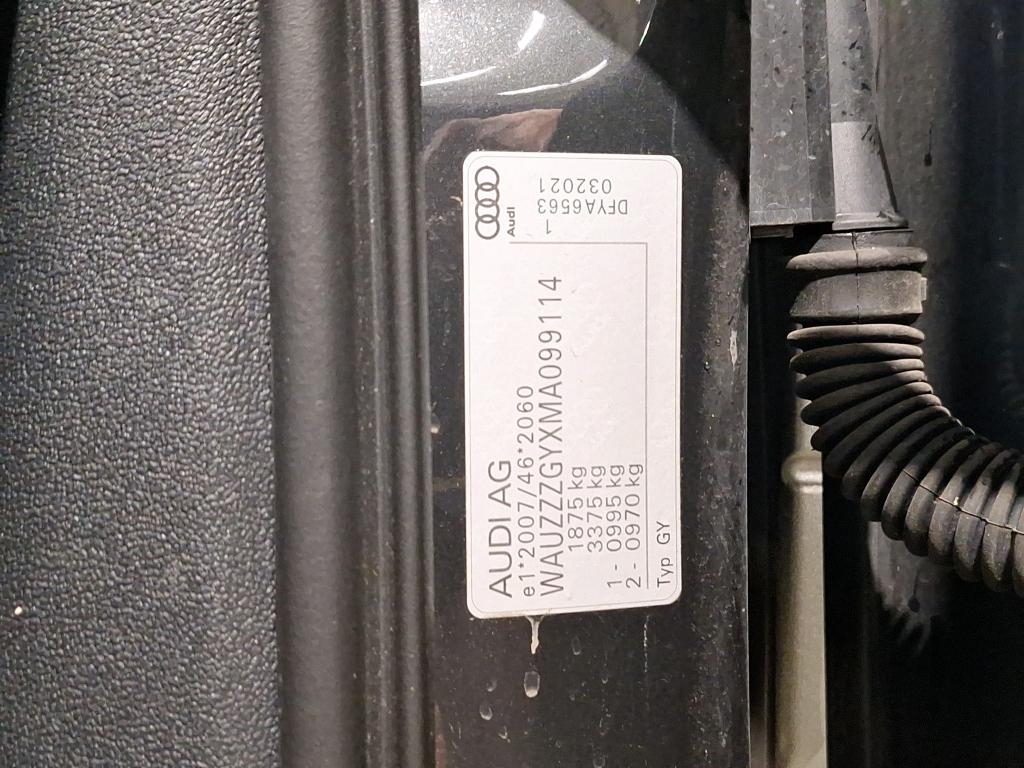 AUDI AG
e1*2007/46*2060
WAUZZZGYXMA099114
1875 kg
3375 kg
1 - 0995 kg
2 - 0970 kg
Typ GY
Audi
1
DFYA6563
032021